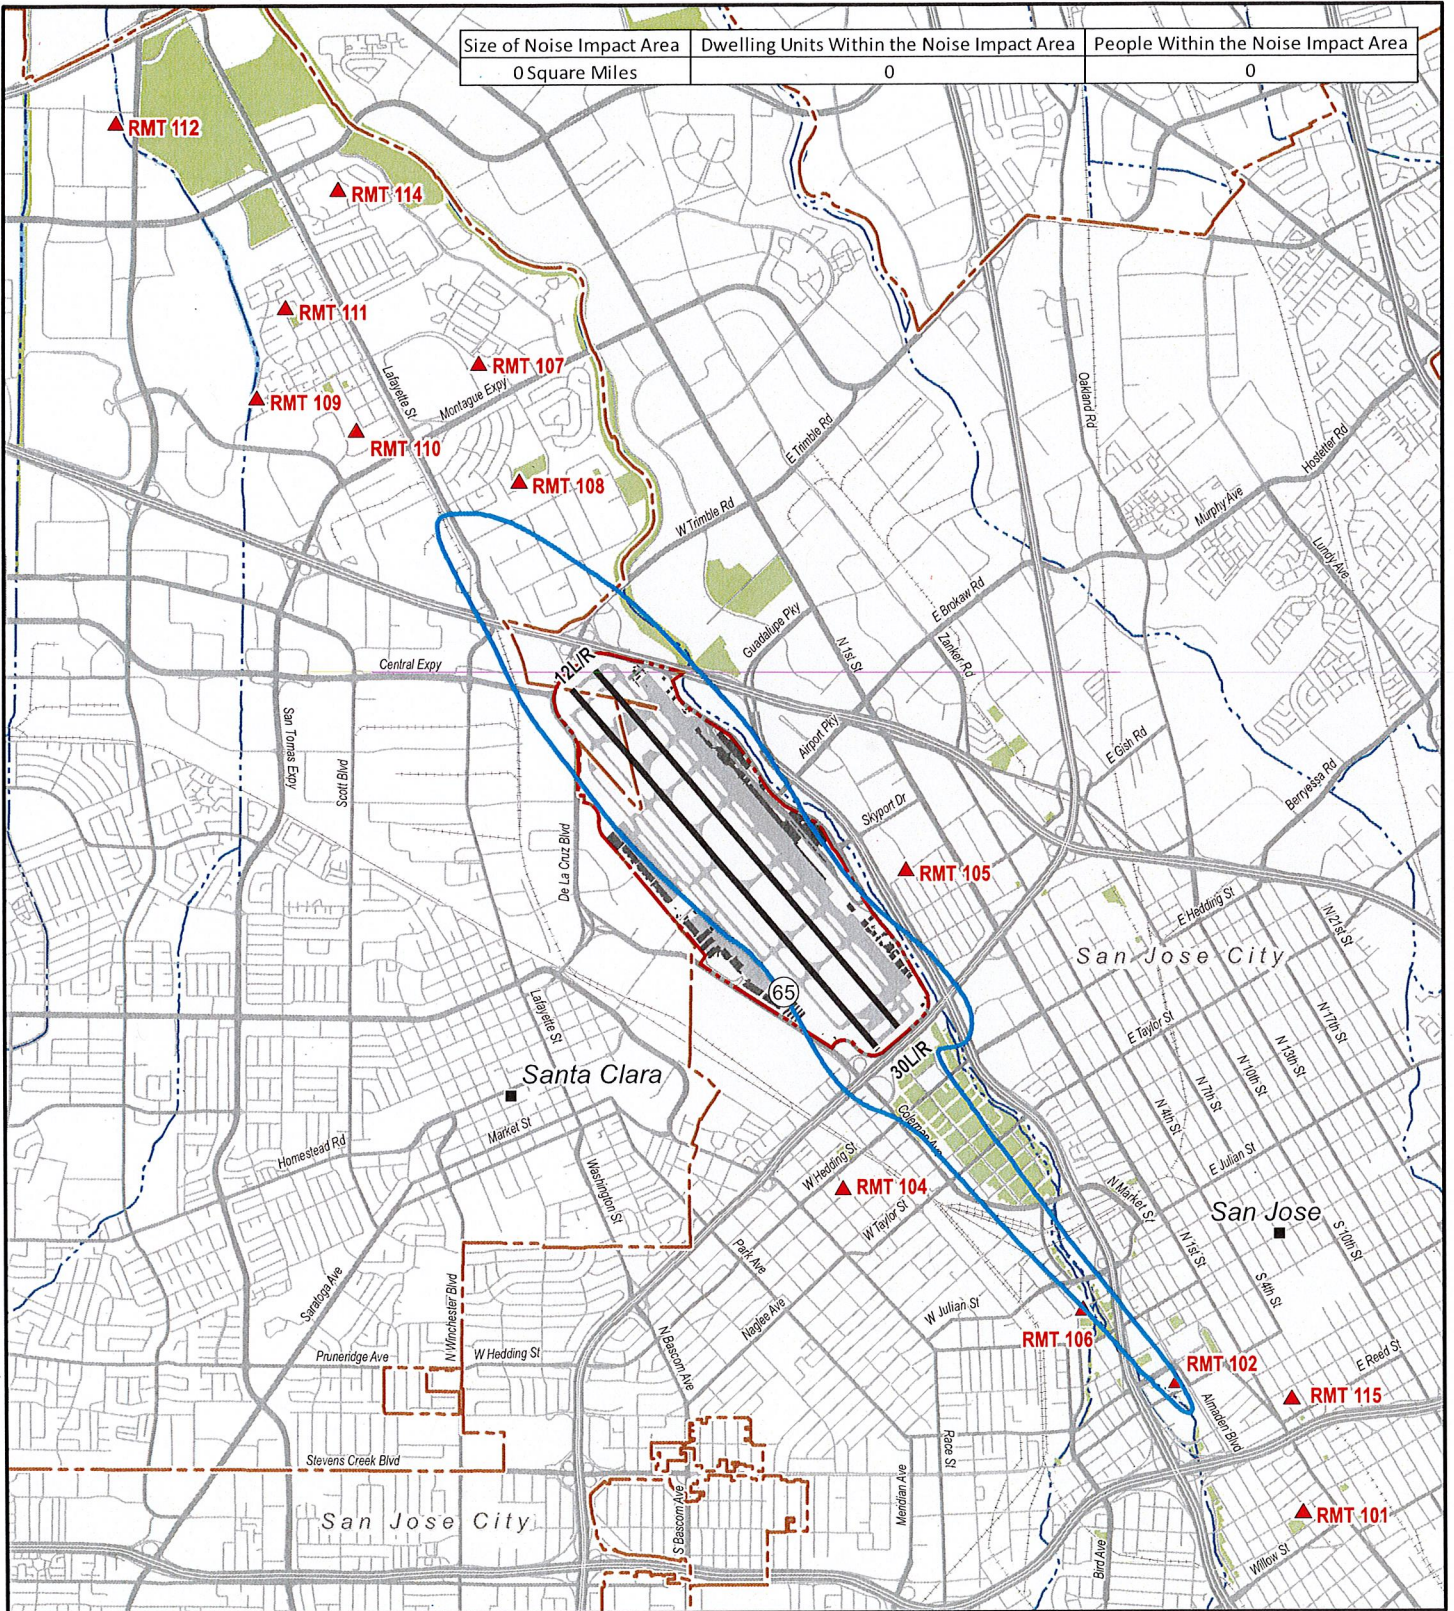 Size of Noise Impact Area
Dwelling Units Within the Noise Impact Area
People Within the Noise Impact Area
0 Square Miles
0
0
RMT 112
RMT 114
RMT 111
RMT 107
Lafayette St
Montague Expy
RMT 109
RMT 110
RMT 108
Oakland Rd
E Trimble Rd
Hostetter Rd
Murphy Ave
W Trimble Rd
Lundy Ave
E Brokaw Rd
Guadalupe Pky
N 1st St
Zanker Rd
Central Expy
12L/R
San Tomas Expy
Scott Blvd
Airport Pky
E Gish Rd
Berryessa Rd
Skyport Dr
De La Cruz Blvd
RMT 105
E Hedding St
N 21st St
San Jose City
65
Lafayette St
E Taylor St
N 17th St
N 13th St
N 10th St
N 7th St
N 4th St
30L/R
Santa Clara
Coleman Ave
Market St
Homestead Rd
Washington St
W Hedding St
E Julian St
RMT 104
W Taylor St
N Market St
San Jose
Park Ave
N 1st St
S 10th St
S 4th St
Saratoga Ave
N Winchester Blvd
Naglee Ave
W Julian St
RMT 106
N Bascom Ave
Pruneridge Ave
W Hedding St
RMT 102
E Reed St
RMT 115
Almaden Blvd
Stevens Creek Blvd
Race St
Meridian Ave
S Bascom Ave
San Jose City
RMT 101
Bird Ave
Willow St